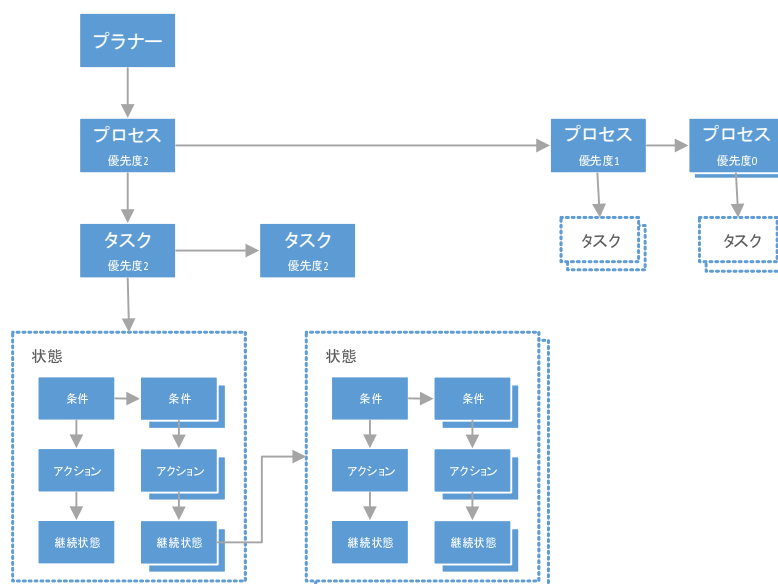 プラナー
プロセス
優先度2
プロセス
優先度1
プロセス
優先度0
タスク
優先度2
タスク
優先度2
タスク
タスク
状態
条件
条件
アクション
アクション
継続状態
継続状態
状態
条件
条件
アクション
アクション
継続状態
継続状態